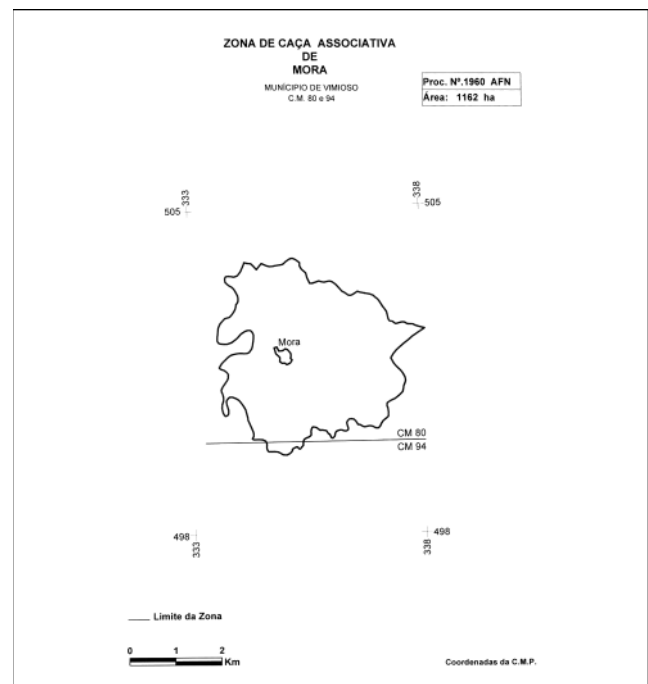 ZONA DE CAÇA ASSOCIATIVA
DE
MORA
MUNÍCIPIO DE VIMIOSO
C.M. 80 e 94
Proc. Nº.1960 AFN
Área: 1162 ha
333
505
338
505
Mora
CM 80
CM 94
498
333
498
338
Limite da Zona
0 1 2
Km
Coordenadas da C.M.P.